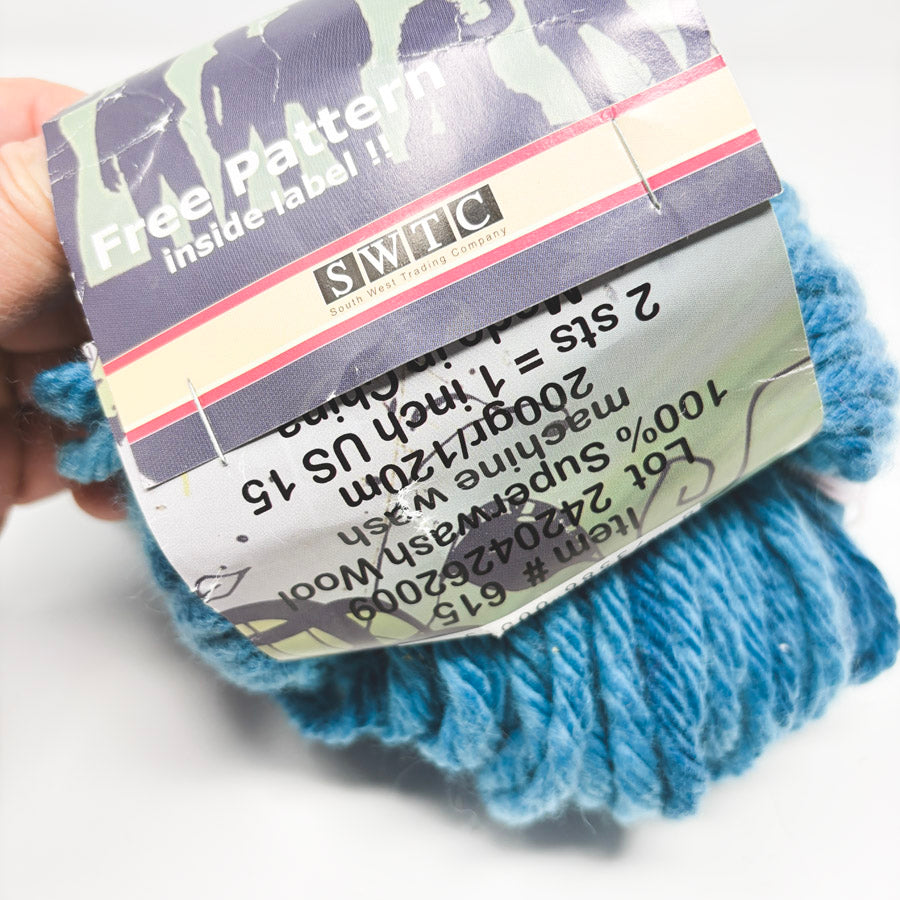 Free Pattern
inside label !!
SWTC
South West Trading Company
Item # 615
Lot 24204262009
100% Superwash Wool
machine wash
200gr/120m
2 sts = 1 inch US 15
Made in China